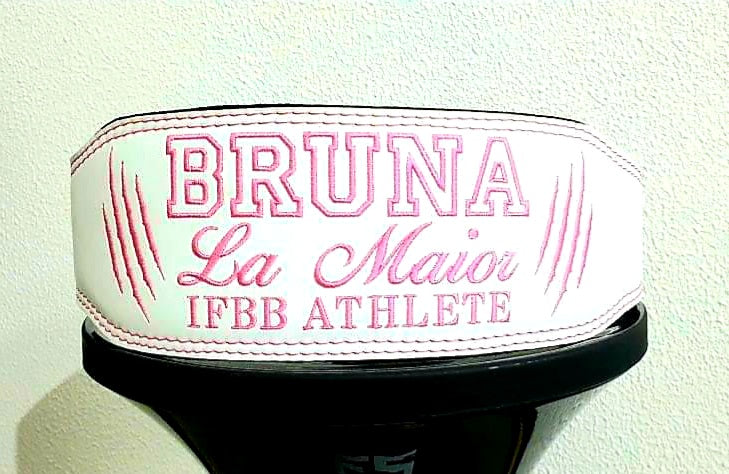 BRUNA
La Maior
IFBB ATHLETE